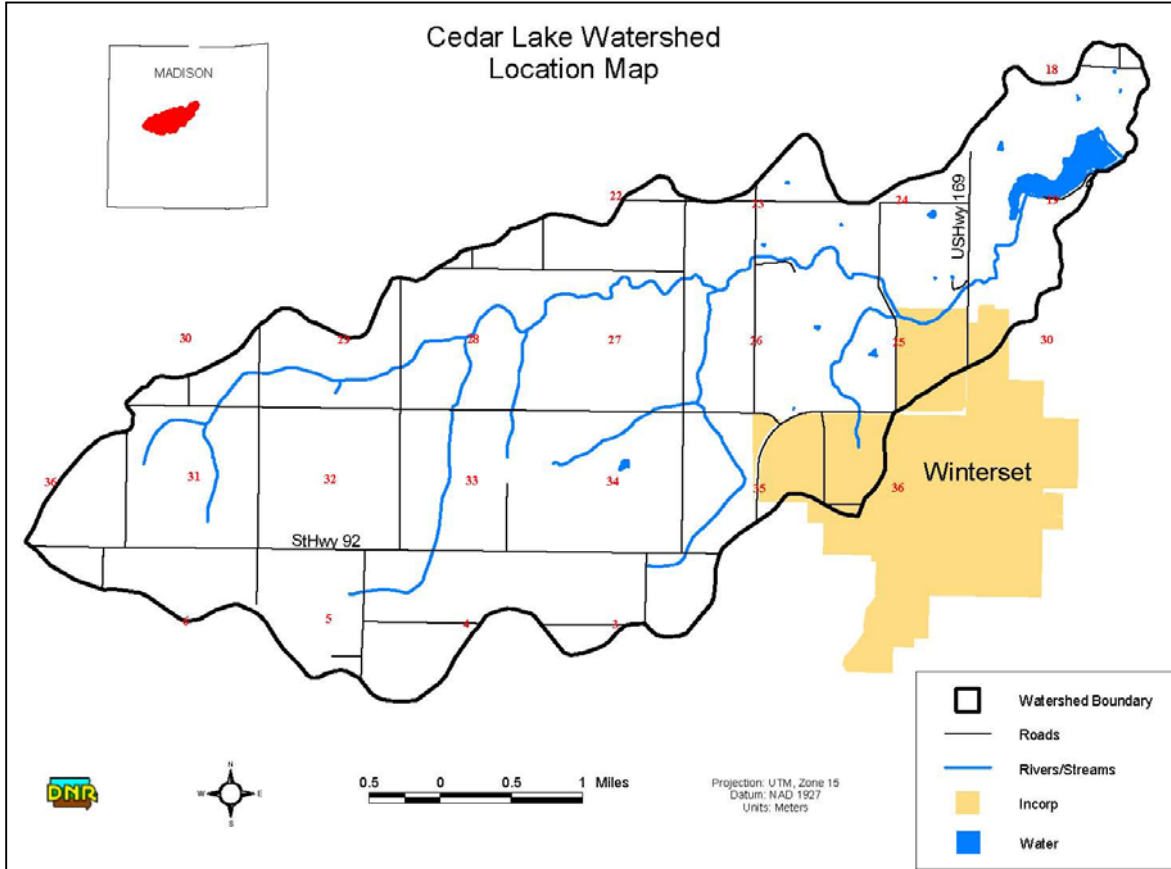 Cedar Lake Watershed
Location Map
MADISON
18
22
23
24
USHwy 169
19
30
29
28
27
26
25
30
36
31
32
33
34
35
36
Winterset
StHwy 92
6
5
4
3
Watershed Boundary
Roads
Rivers/Streams
Incorp
Water
DNR
N
W
E
S
0.5 0 0.5 1 Miles
Projection: UTM, Zone 15
Datum: NAD 1927
Units: Meters